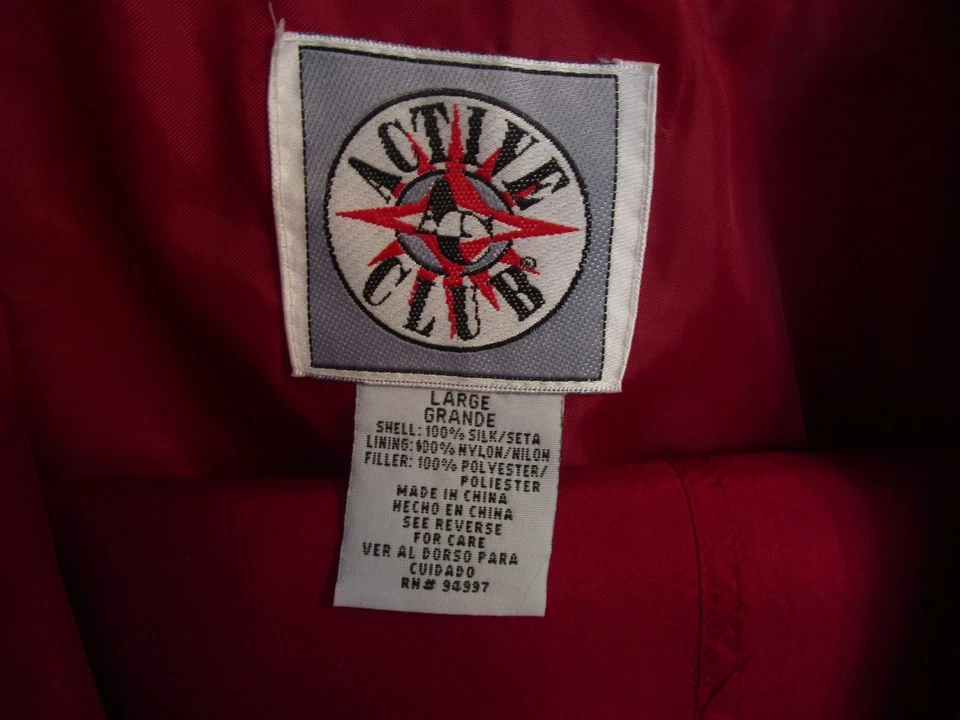 ACTIVE
AC
CLUB®
LARGE
GRANDE
SHELL: 100% SILK/SETA
LINING: 100% NYLON/NILON
FILLER: 100% POLYESTER/
POLIESTER
MADE IN CHINA
HECHO EN CHINA
SEE REVERSE
FOR CARE
VER AL DORSO PARA
CUIDADO
RN# 94997